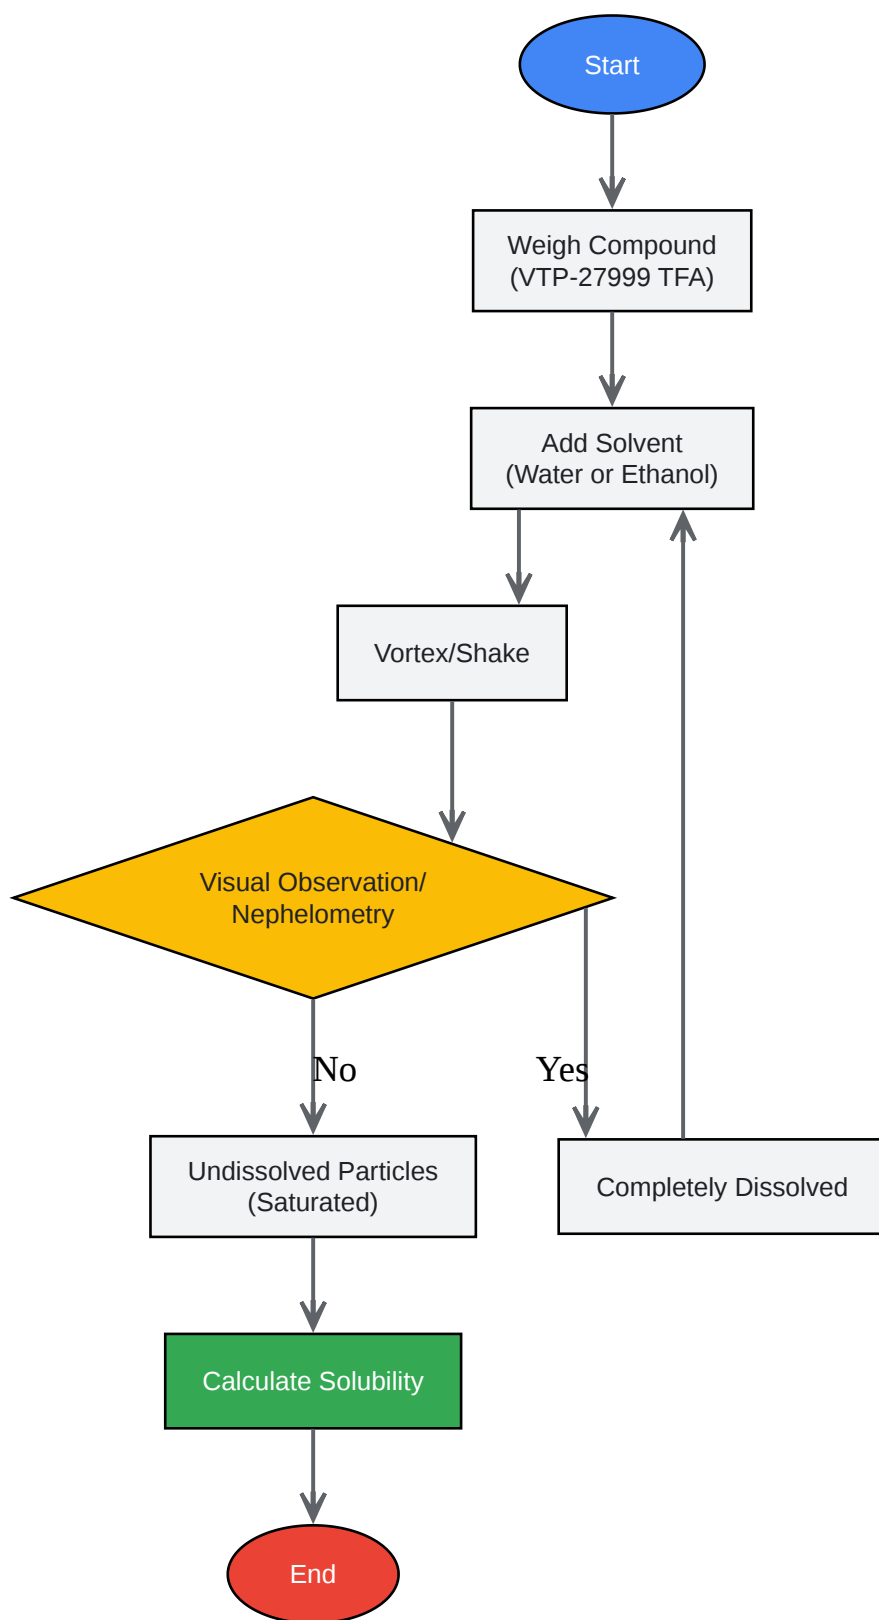 Start
Weigh Compound
(VTP-27999 TFA)
Add Solvent
(Water or Ethanol)
Vortex/Shake
Visual Observation/
Nephelometry
No
Yes
Undissolved Particles
(Saturated)
Completely Dissolved
Calculate Solubility
End